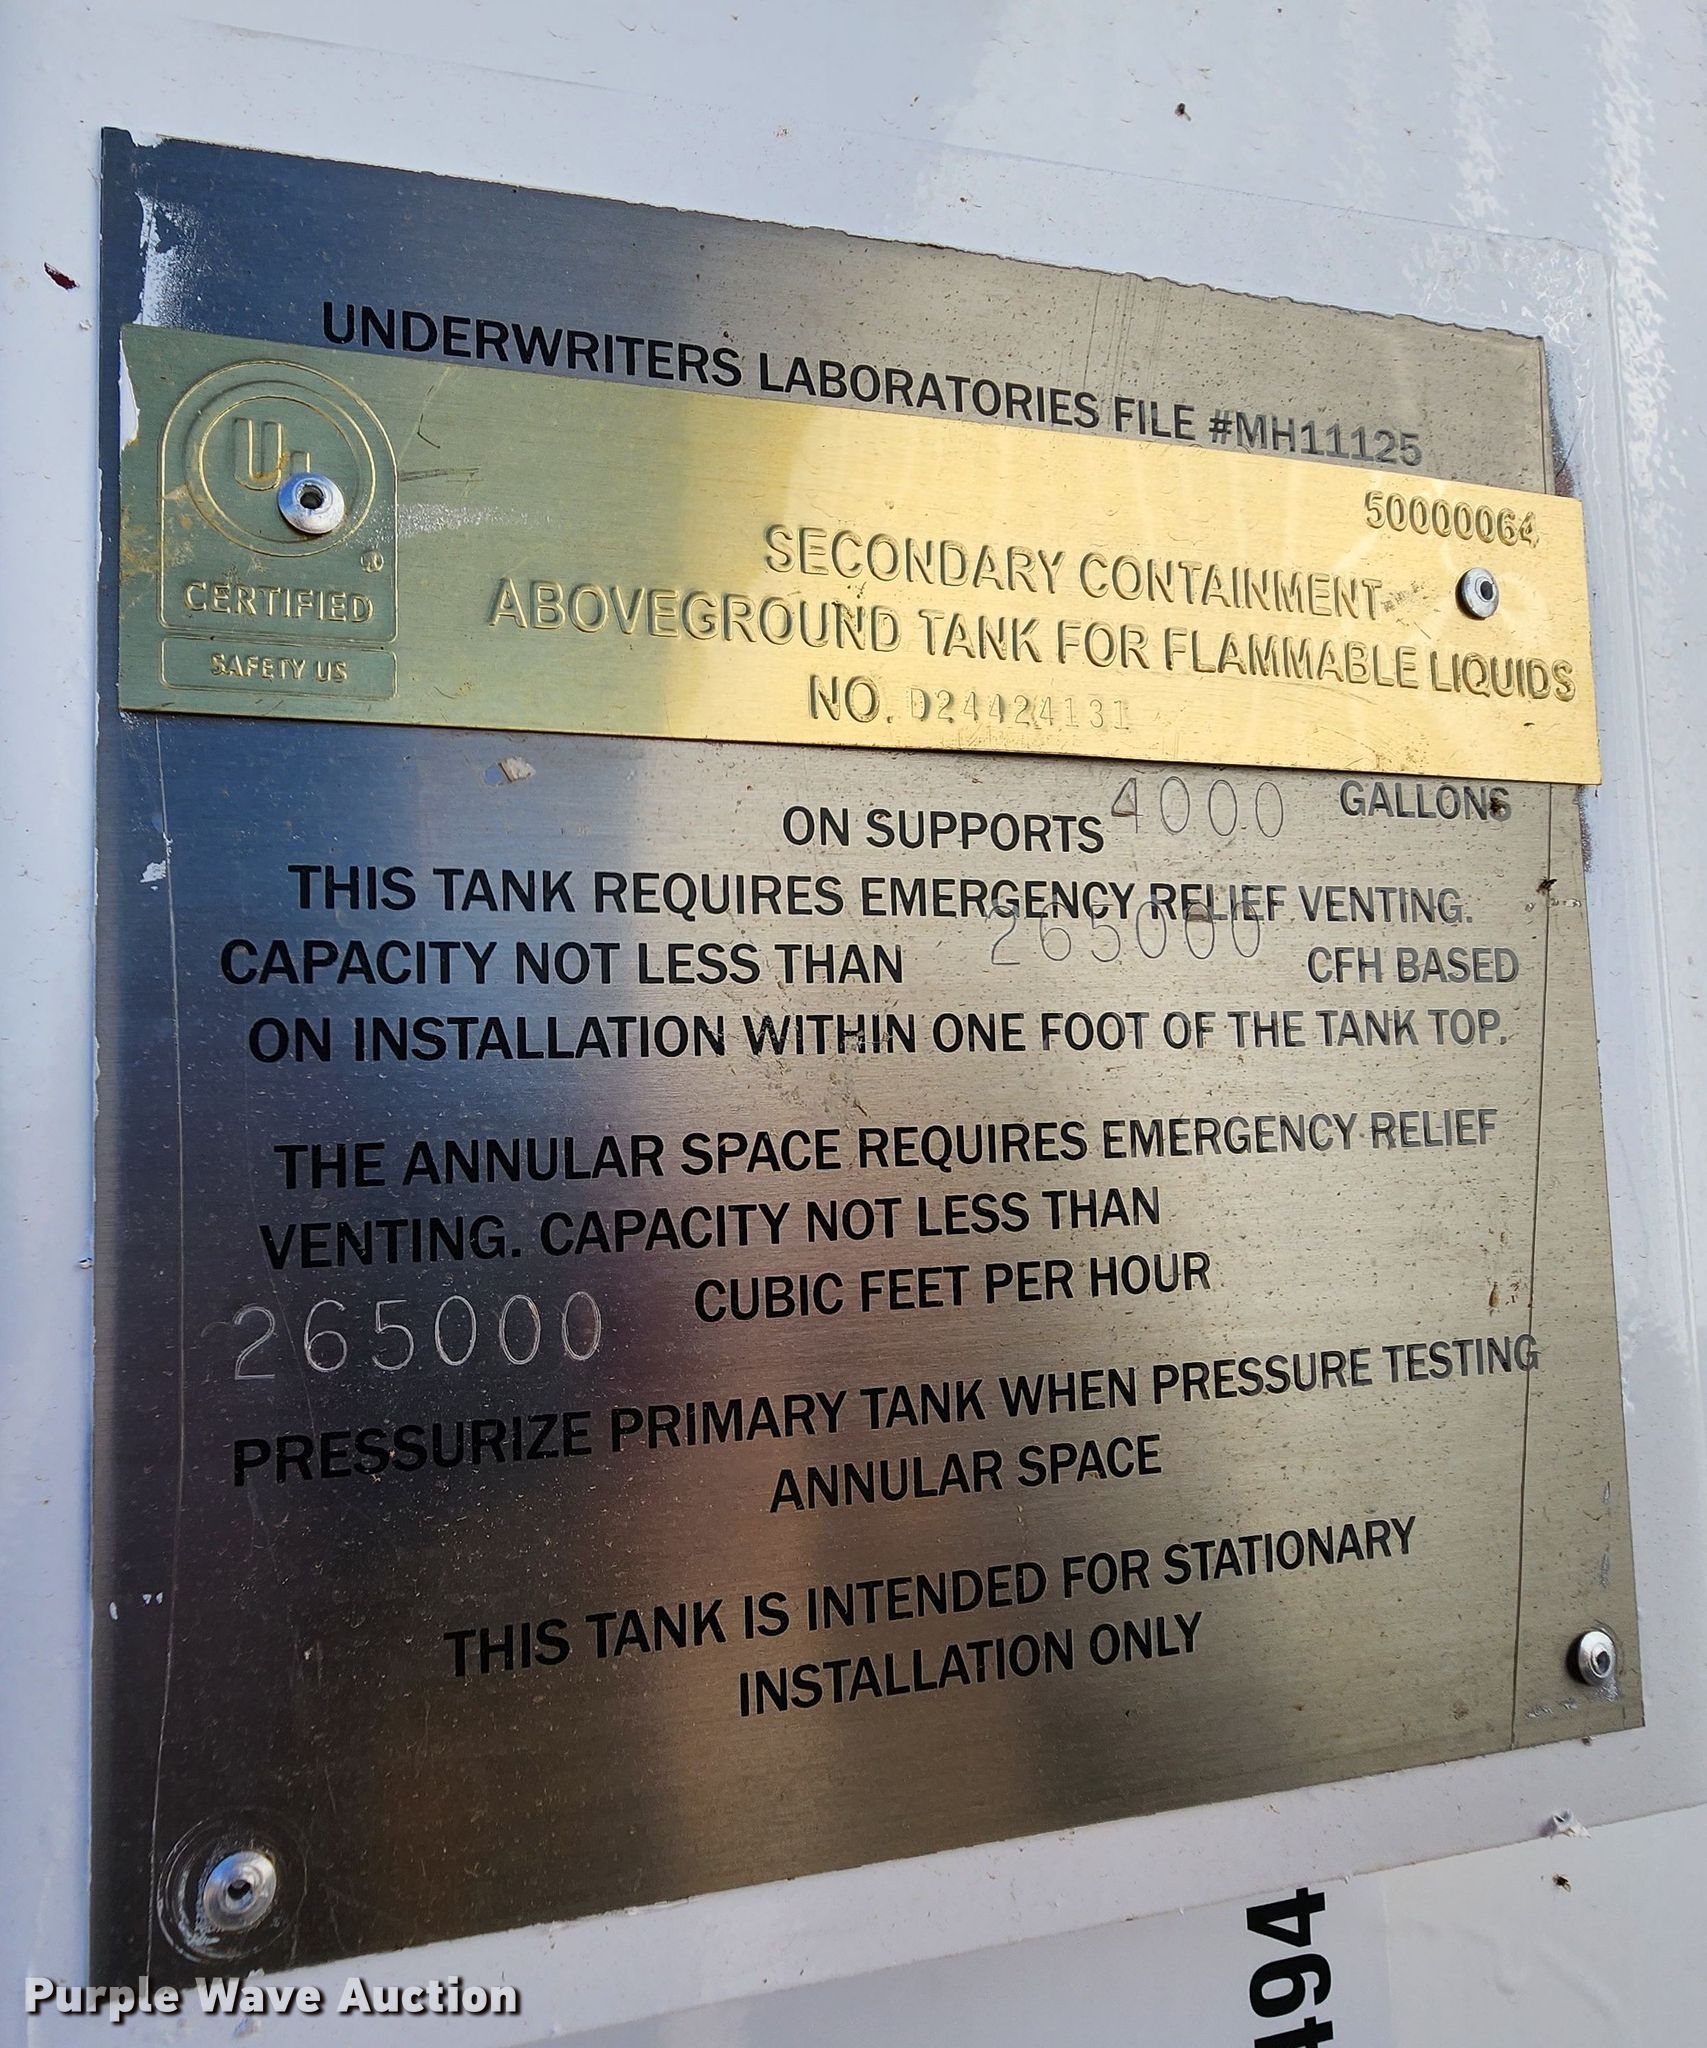 UNDERWRITERS LABORATORIES FILE #MH11125
UL
®
CERTIFIED
SAFETY US
50000064
SECONDARY CONTAINMENT
ABOVEGROUND TANK FOR FLAMMABLE LIQUIDS
NO. D24424131
ON SUPPORTS 4000 GALLONS
THIS TANK REQUIRES EMERGENCY RELIEF VENTING.
CAPACITY NOT LESS THAN 265000 CFH BASED
ON INSTALLATION WITHIN ONE FOOT OF THE TANK TOP.
THE ANNULAR SPACE REQUIRES EMERGENCY RELIEF
VENTING. CAPACITY NOT LESS THAN
265000 CUBIC FEET PER HOUR
PRESSURIZE PRIMARY TANK WHEN PRESSURE TESTING
ANNULAR SPACE
THIS TANK IS INTENDED FOR STATIONARY
INSTALLATION ONLY
494
Purple Wave Auction